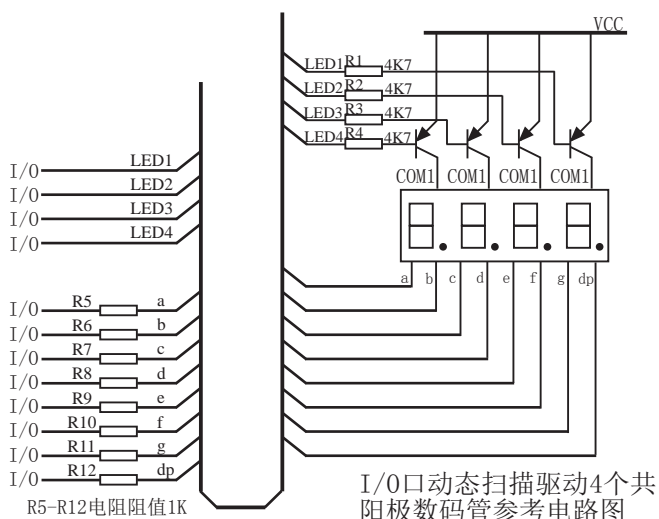 VCC
LED1 R1 4K7
LED2 R2 4K7
LED3 R3 4K7
LED4 R4 4K7
COM1 COM1 COM1 COM1
I/O LED1
I/O LED2
I/O LED3
I/O LED4
a b c d e f g dp
I/O R5 a
I/O R6 b
I/O R7 c
I/O R8 d
I/O R9 e
I/O R10 f
I/O R11 g
I/O R12 dp
R5-R12电阻阻值1K
I/O口动态扫描驱动4个共
阳极数码管参考电路图